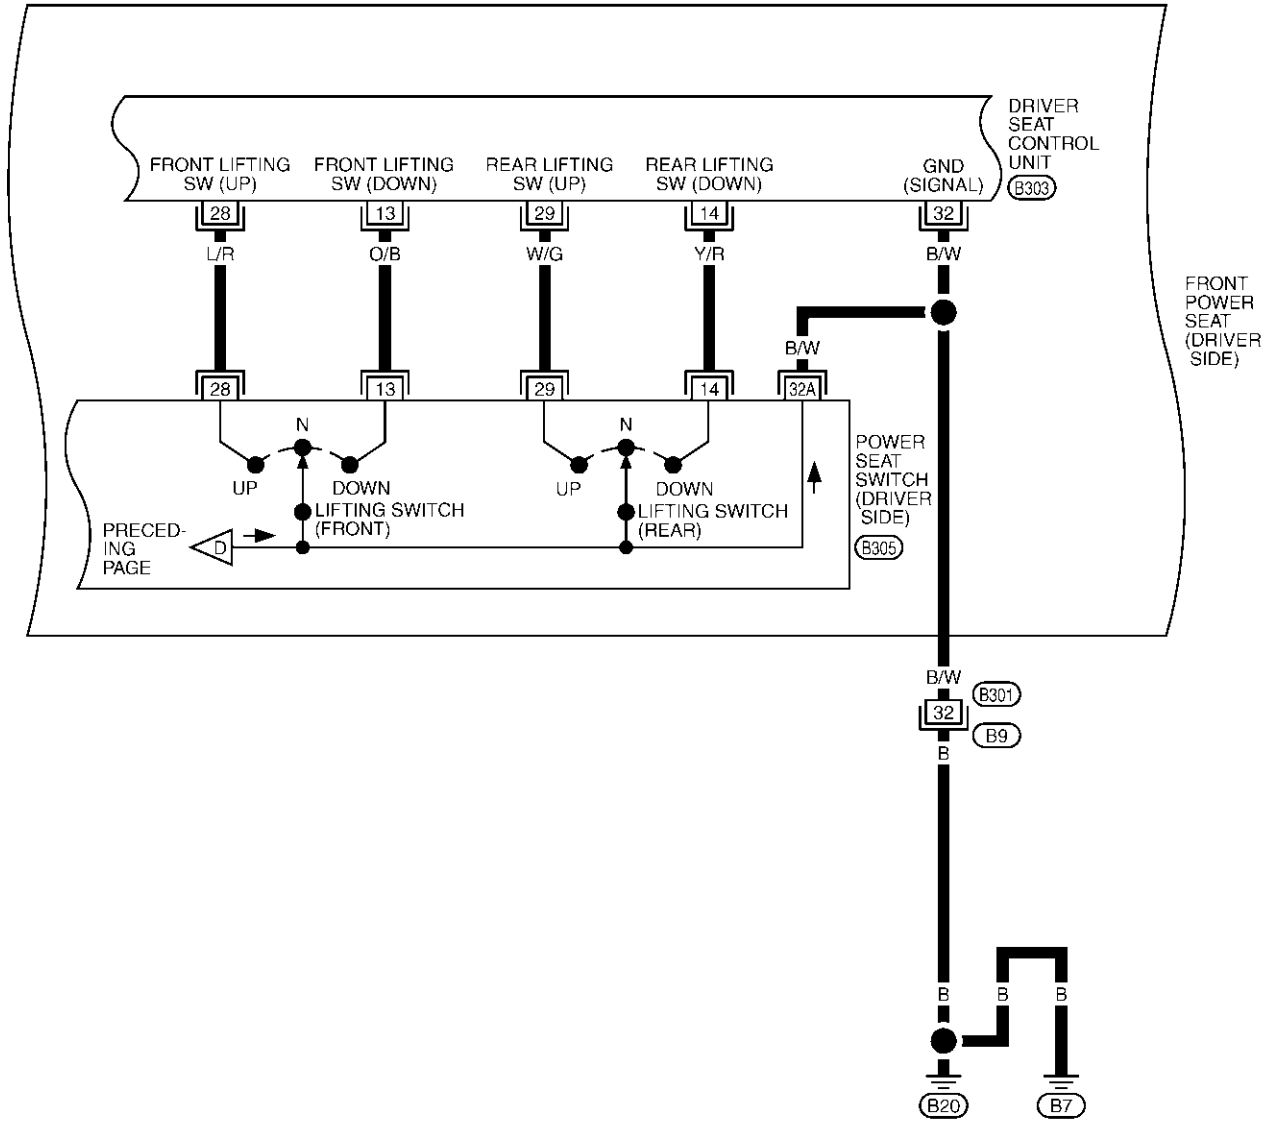 DRIVER
SEAT
CONTROL
UNIT
B303
FRONT LIFTING
SW (UP)
FRONT LIFTING
SW (DOWN)
REAR LIFTING
SW (UP)
REAR LIFTING
SW (DOWN)
GND
(SIGNAL)
28
13
29
14
32
L/R
O/B
W/G
Y/R
B/W
FRONT
POWER
SEAT
(DRIVER
SIDE)
B/W
28
13
29
14
32A
N
N
UP
DOWN
UP
DOWN
LIFTING SWITCH
(FRONT)
LIFTING SWITCH
(REAR)
POWER
SEAT
SWITCH
(DRIVER
SIDE)
B305
PRECED-
ING
PAGE
D
B/W
B301
32
B9
B
B
B
B
B20
B7